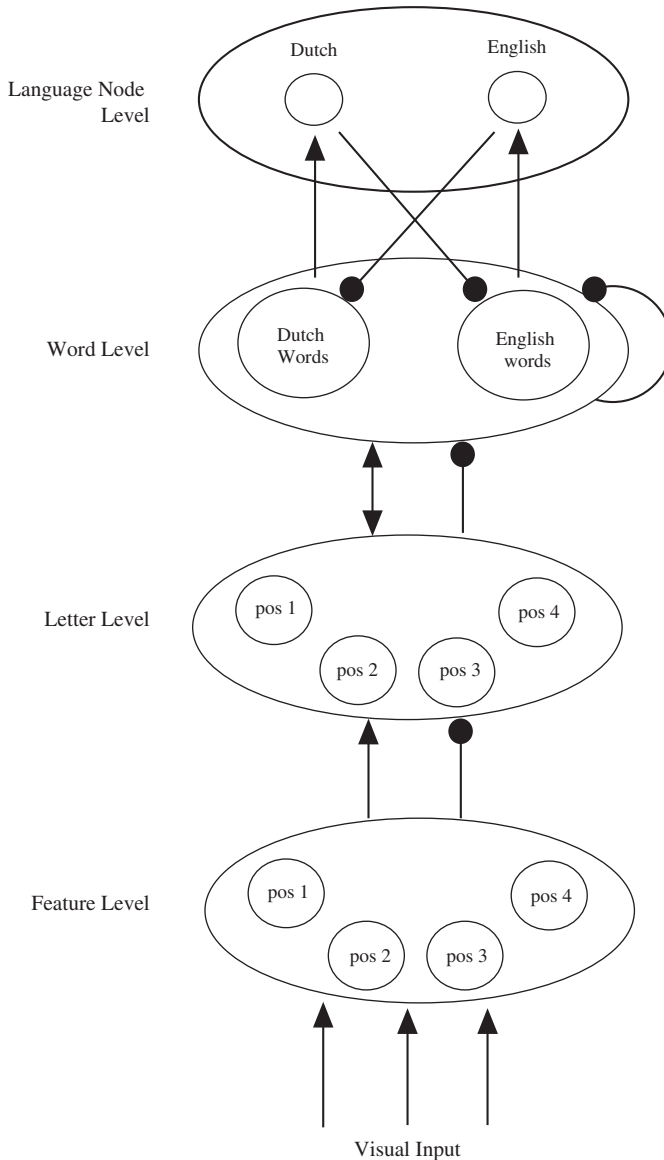 Dutch
English
Language Node
Level
Word Level
Dutch
Words
English
words
Letter Level
pos 1
pos 4
pos 2
pos 3
Feature Level
pos 1
pos 4
pos 2
pos 3
Visual Input